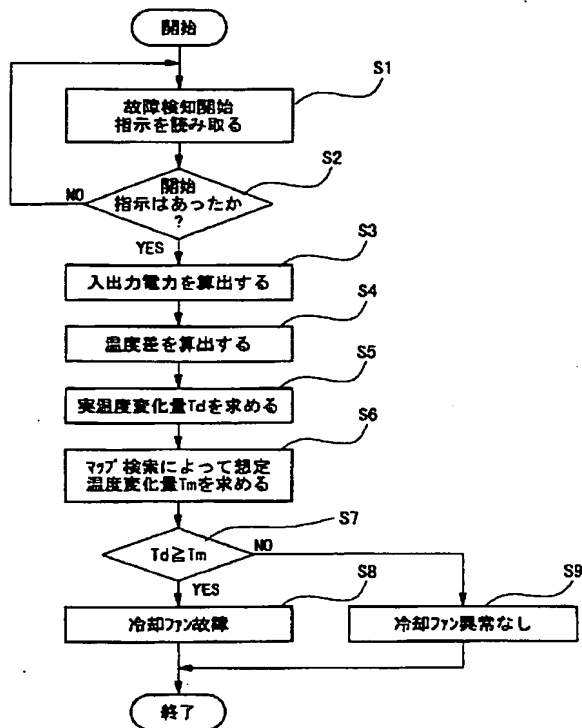 開始
S1
故障検知開始
指示を読み取る
S2
開始
指示はあったか
?
NO
YES
S3
入出力電力を算出する
S4
温度差を算出する
S5
実温度変化量Tdを求める
S6
マップ検索によって想定
温度変化量Tmを求める
S7
Td≧Tm
NO
YES
S8
冷却ファン故障
S9
冷却ファン異常なし
終了